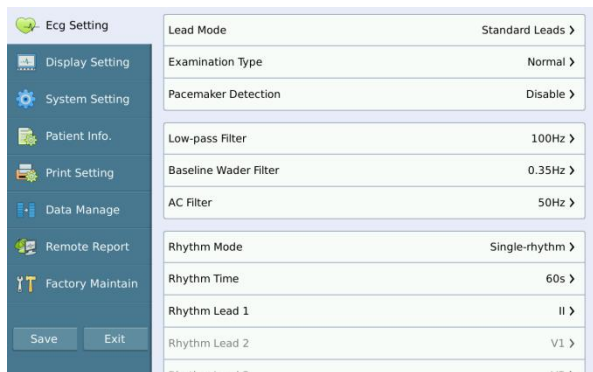 Ecg Setting
Display Setting
System Setting
Patient Info.
Print Setting
Data Manage
Remote Report
Factory Maintain
Save Exit
Lead Mode Standard Leads >
Examination Type Normal >
Pacemaker Detection Disable >
Low-pass Filter 100Hz >
Baseline Wader Filter 0.35Hz >
AC Filter 50Hz >
Rhythm Mode Single-rhythm >
Rhythm Time 60s >
Rhythm Lead 1 II >
Rhythm Lead 2 V1 >